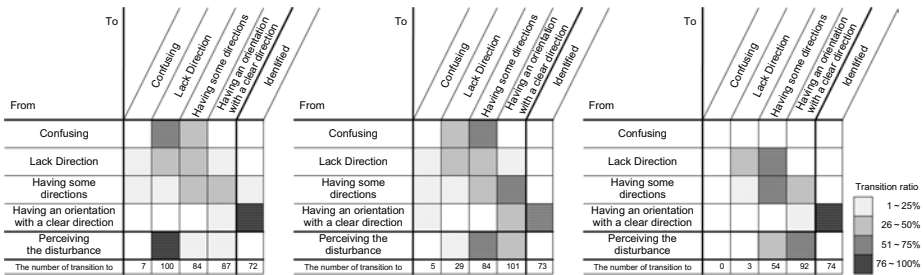 To
Confusing
Lack Direction
Having some directions
Having an orientation
with a clear direction
Identified
From
Confusing
Lack Direction
Having some
directions
Having an orientation
with a clear direction
Perceiving
the disturbance
The number of transition to 7 100 84 87 72
To
Confusing
Lack Direction
Having some directions
Having an orientation
with a clear direction
Identified
From
Confusing
Lack Direction
Having some
directions
Having an orientation
with a clear direction
Perceiving
the disturbance
The number of transition to 5 29 84 101 73
To
Confusing
Lack Direction
Having some directions
Having an orientation
with a clear direction
Identified
From
Confusing
Lack Direction
Having some
directions
Having an orientation
with a clear direction
Perceiving
the disturbance
The number of transition to 0 3 54 92 74
Transition ratio
1~25%
26~50%
51~75%
76~100%